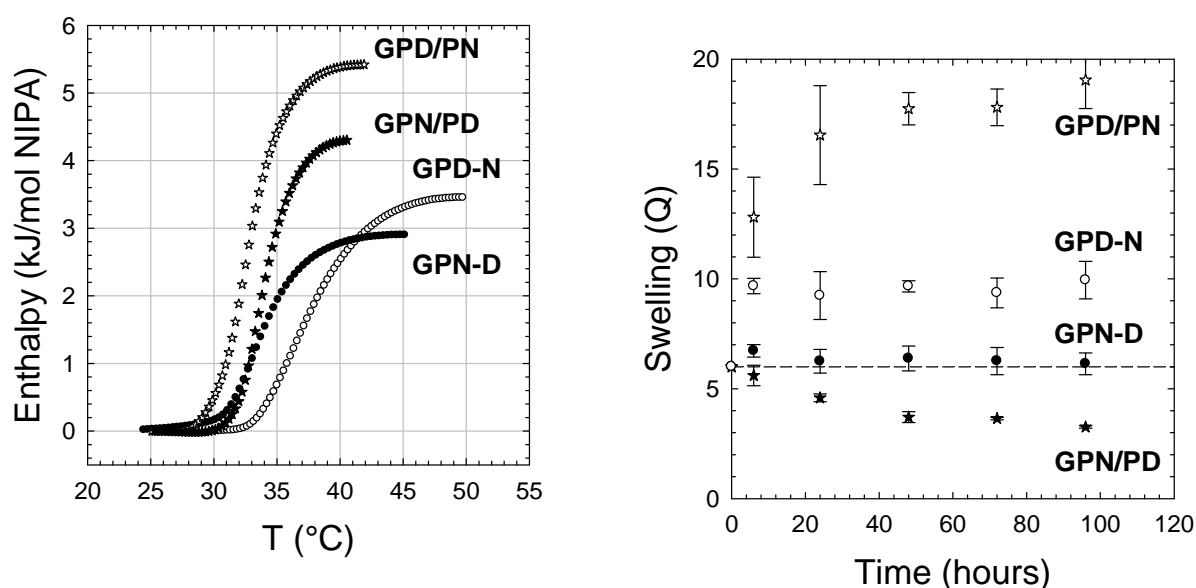 6
5
4
3
2
1
0
Enthalpy (kJ/mol NIPA)
GPD/PN
GPN/PD
GPD-N
GPN-D
20 25 30 35 40 45 50 55
T (°C)
20
15
10
5
0
Swelling (Q)
GPD/PN
GPD-N
GPN-D
GPN/PD
0 20 40 60 80 100 120
Time (hours)